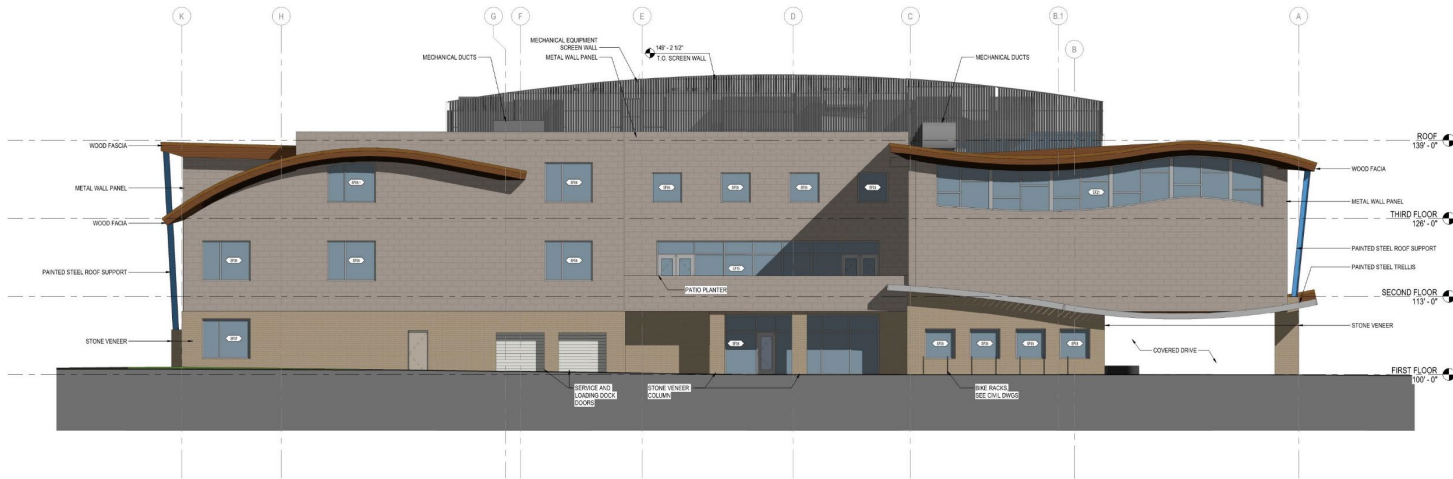 K
H
G
F
E
D
C
B.1
B
A
MECHANICAL EQUIPMENT
SCREEN WALL
METAL WALL PANEL
149' - 2 1/2"
T.O. SCREEN WALL
MECHANICAL DUCTS
MECHANICAL DUCTS
WOOD FASCIA
METAL WALL PANEL
WOOD FACIA
PAINTED STEEL ROOF SUPPORT
STONE VENEER
ROOF
139' - 0"
WOOD FACIA
METAL WALL PANEL
THIRD FLOOR
126' - 0"
PAINTED STEEL ROOF SUPPORT
PAINTED STEEL TRELLIS
SECOND FLOOR
113' - 0"
STONE VENEER
COVERED DRIVE
FIRST FLOOR
100' - 0"
PATIO PLANTER
SERVICE AND
LOADING DOCK
DOORS
STONE VENEER
COLUMN
BIKE RACKS,
SEE CIVIL DWGS